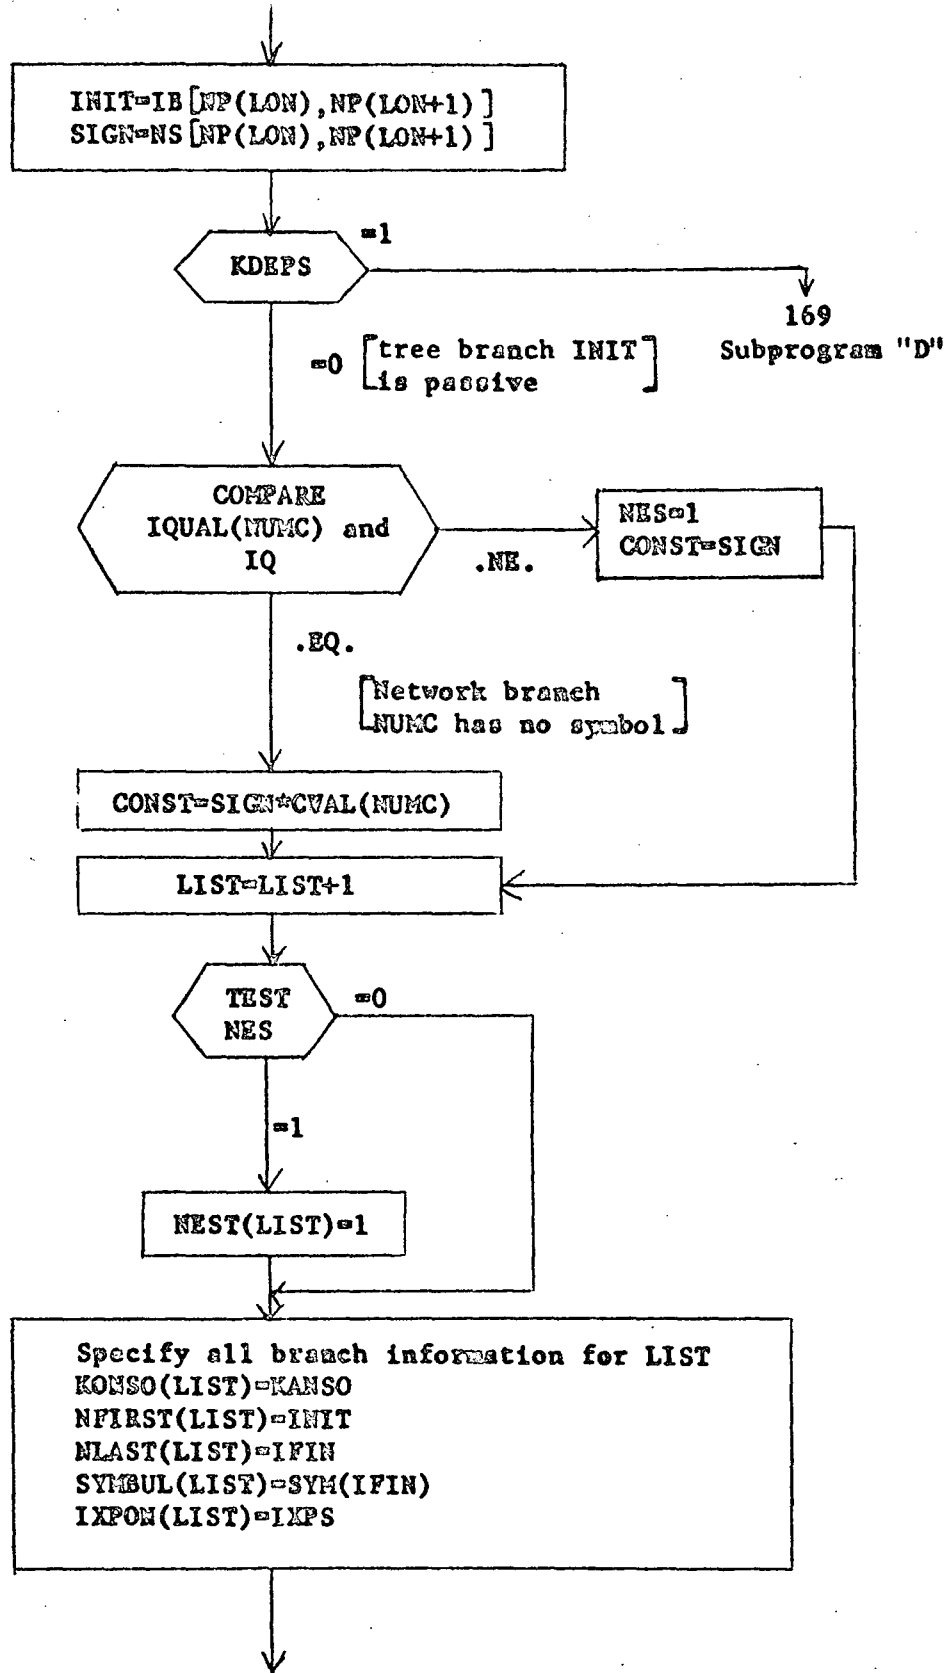 INIT=IB[NP(LON),NP(LON+1)]
SIGN=NS[NP(LON),NP(LON+1)]
=1
KDEPS
169
Subprogram "D"
=0 [tree branch INIT
is passive]
COMPARE
IQUAL(NUMC) and
IQ
NES=1
CONST=SIGN
.NE.
.EQ.
[Network branch
NUMC has no symbol]
CONST=SIGN*CVAL(NUMC)
LIST=LIST+1
TEST
NES
=0
=1
NEST(LIST)=1
Specify all branch information for LIST
KONSO(LIST)=KANSO
NFIRST(LIST)=INIT
NLAST(LIST)=IFIN
SYMBUL(LIST)=SYM(IFIN)
IXPON(LIST)=IXPS